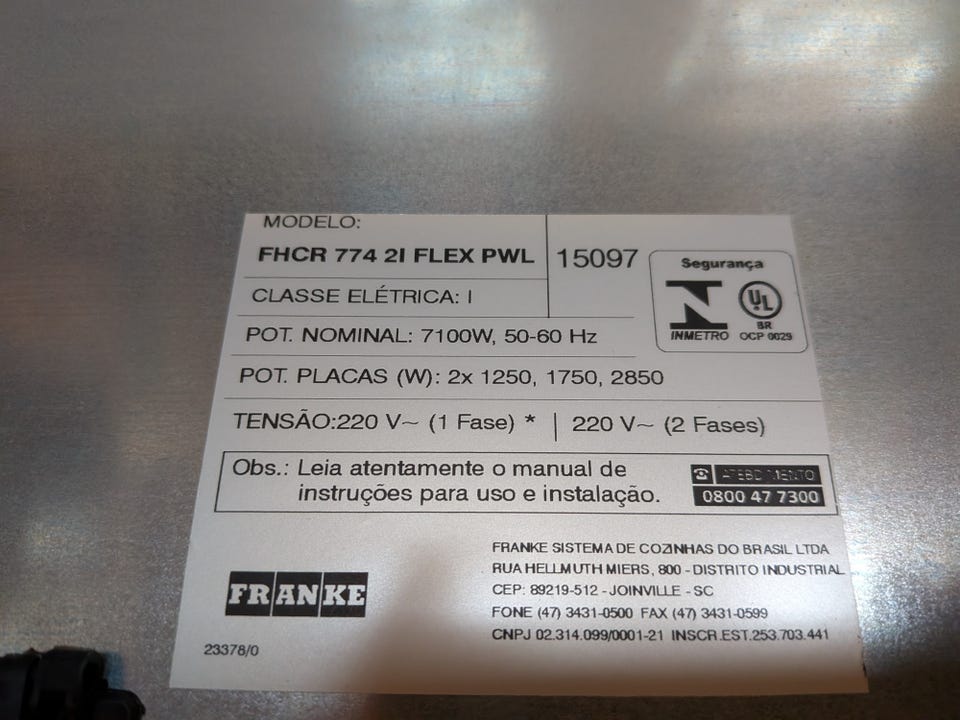 MODELO:
FHCR 774 2I FLEX PWL
15097
CLASSE ELÉTRICA: I
Segurança
INMETRO
UL
BR
OCP 0029
POT. NOMINAL: 7100W, 50-60 Hz
POT. PLACAS (W): 2x 1250, 1750, 2850
TENSÃO:220 V~ (1 Fase) * | 220 V~ (2 Fases)
Obs.: Leia atentamente o manual de
instruções para uso e instalação.
0800 47 7300
FRANKE
FRANKE SISTEMA DE COZINHAS DO BRASIL LTDA
RUA HELLMUTH MIERS, 800 - DISTRITO INDUSTRIAL
CEP: 89219-512 - JOINVILLE - SC
FONE (47) 3431-0500 FAX (47) 3431-0599
CNPJ 02.314.099/0001-21 INSCR.EST.253.703.441
23378/0